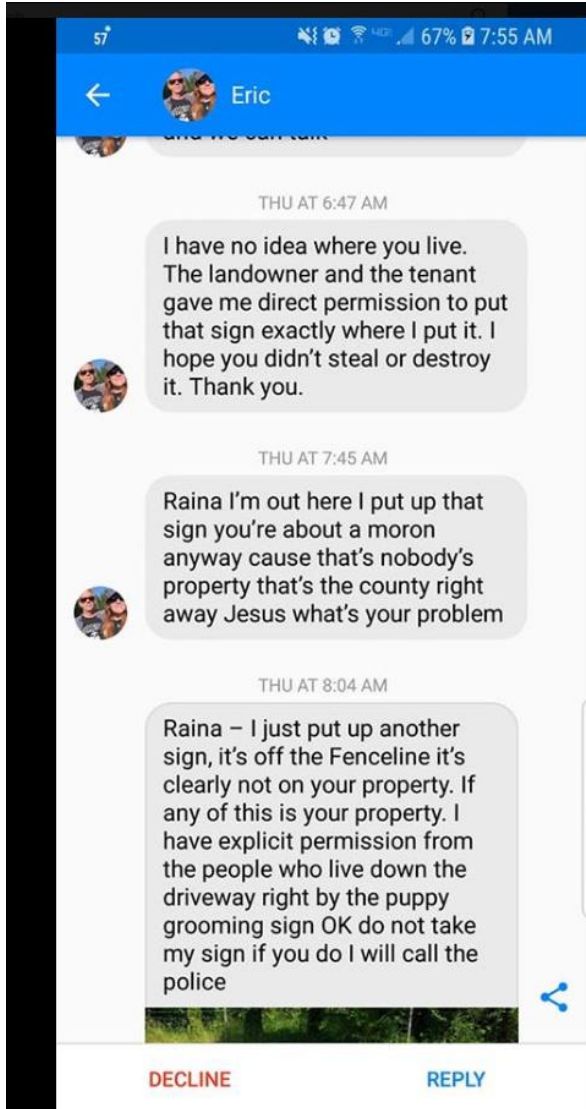 57°
4G 67% 7:55 AM
Eric
and we can talk
THU AT 6:47 AM
I have no idea where you live.
The landowner and the tenant
gave me direct permission to put
that sign exactly where I put it. I
hope you didn't steal or destroy
it. Thank you.
THU AT 7:45 AM
Raina I'm out here I put up that
sign you're about a moron
anyway cause that's nobody's
property that's the county right
away Jesus what's your problem
THU AT 8:04 AM
Raina – I just put up another
sign, it's off the Fenceline it's
clearly not on your property. If
any of this is your property. I
have explicit permission from
the people who live down the
driveway right by the puppy
grooming sign OK do not take
my sign if you do I will call the
police
DECLINE
REPLY